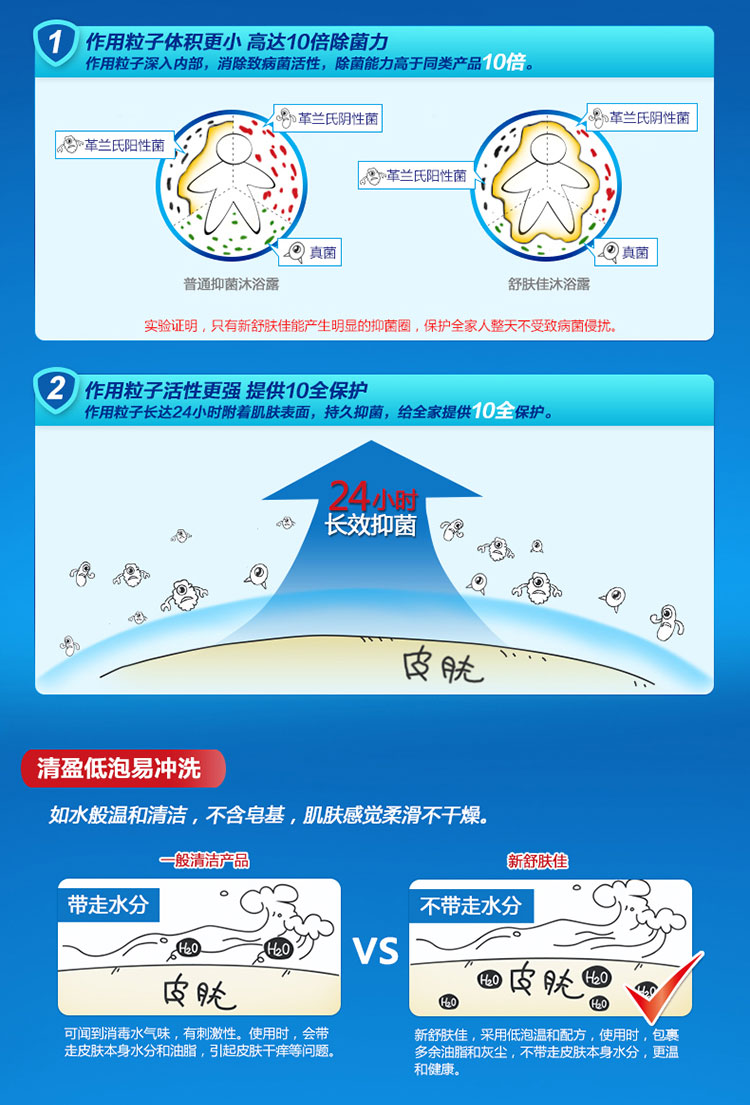 1
作用粒子体积更小 高达10倍除菌力
作用粒子深入内部，消除致病菌活性，除菌能力高于同类产品10倍。
革兰氏阴性菌
革兰氏阳性菌
真菌
普通抑菌沐浴露
革兰氏阴性菌
革兰氏阳性菌
真菌
舒肤佳沐浴露
实验证明，只有新舒肤佳能产生明显的抑菌圈，保护全家人整天不受致病菌侵扰。
2
作用粒子活性更强 提供10全保护
作用粒子长达24小时附着肌肤表面，持久抑菌，给全家提供10全保护。
24小时
长效抑菌
皮肤
清盈低泡易冲洗
如水般温和清洁，不含皂基，肌肤感觉柔滑不干燥。
一般清洁产品
带走水分
H2O
H2O
皮肤
可闻到消毒水气味，有刺激性。使用时，会带
走皮肤本身水分和油脂，引起皮肤干痒等问题。
VS
新舒肤佳
不带走水分
皮肤
H2O
H2O
H2O
H2O
H2O
新舒肤佳，采用低泡温和配方，使用时，包裹
多余油脂和灰尘，不带走皮肤本身水分，更温
和健康。